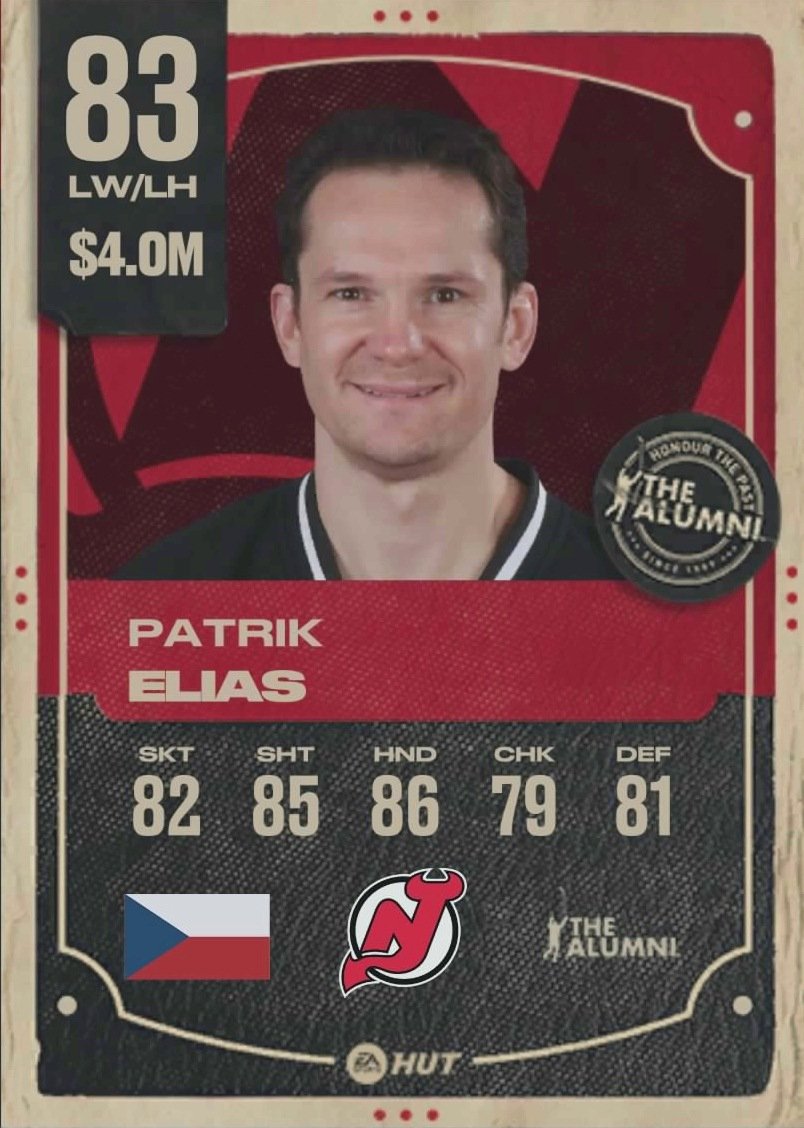 83
LW/LH
$4.0M
HONOUR THE PAST
THE
ALUMNI
PATRIK
ELIAS
SKT SHT HND CHK DEF
82 85 86 79 81
THE
ALUMNI
EA
HUT